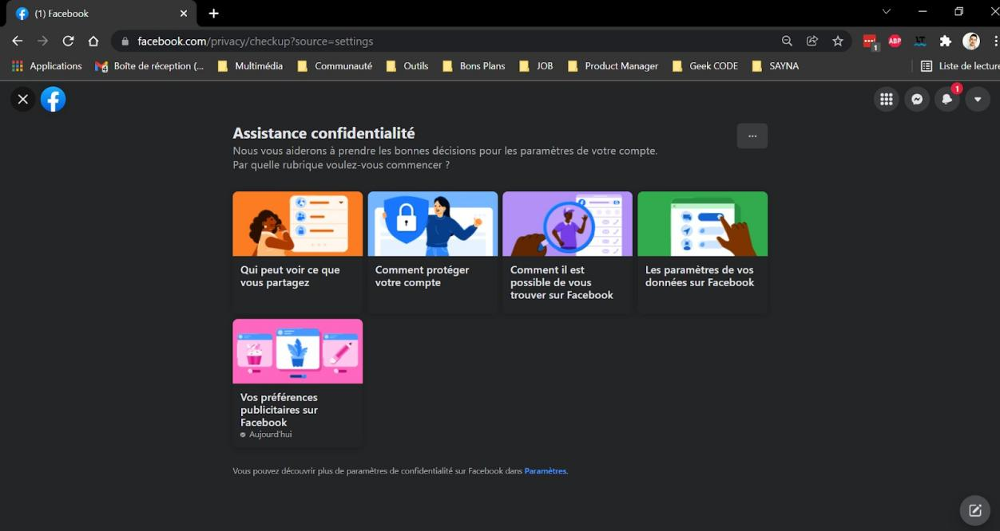 (1) Facebook
facebook.com/privacy/checkup?source=settings
1
ABP
LT
Applications
4
Boîte de réception (...
Multimédia
Communauté
Outils
Bons Plans
JOB
Product Manager
Geek CODE
SAYNA
Liste de lecture
1
Assistance confidentialité
...
Nous vous aiderons à prendre les bonnes décisions pour les paramètres de votre compte.
Par quelle rubrique voulez-vous commencer ?
Qui peut voir ce que
vous partagez
Comment protéger
votre compte
Comment il est
possible de vous
trouver sur Facebook
Les paramètres de vos
données sur Facebook
Vos préférences
publicitaires sur
Facebook
Aujourd'hui
Vous pouvez découvrir plus de paramètres de confidentialité sur Facebook dans Paramètres.